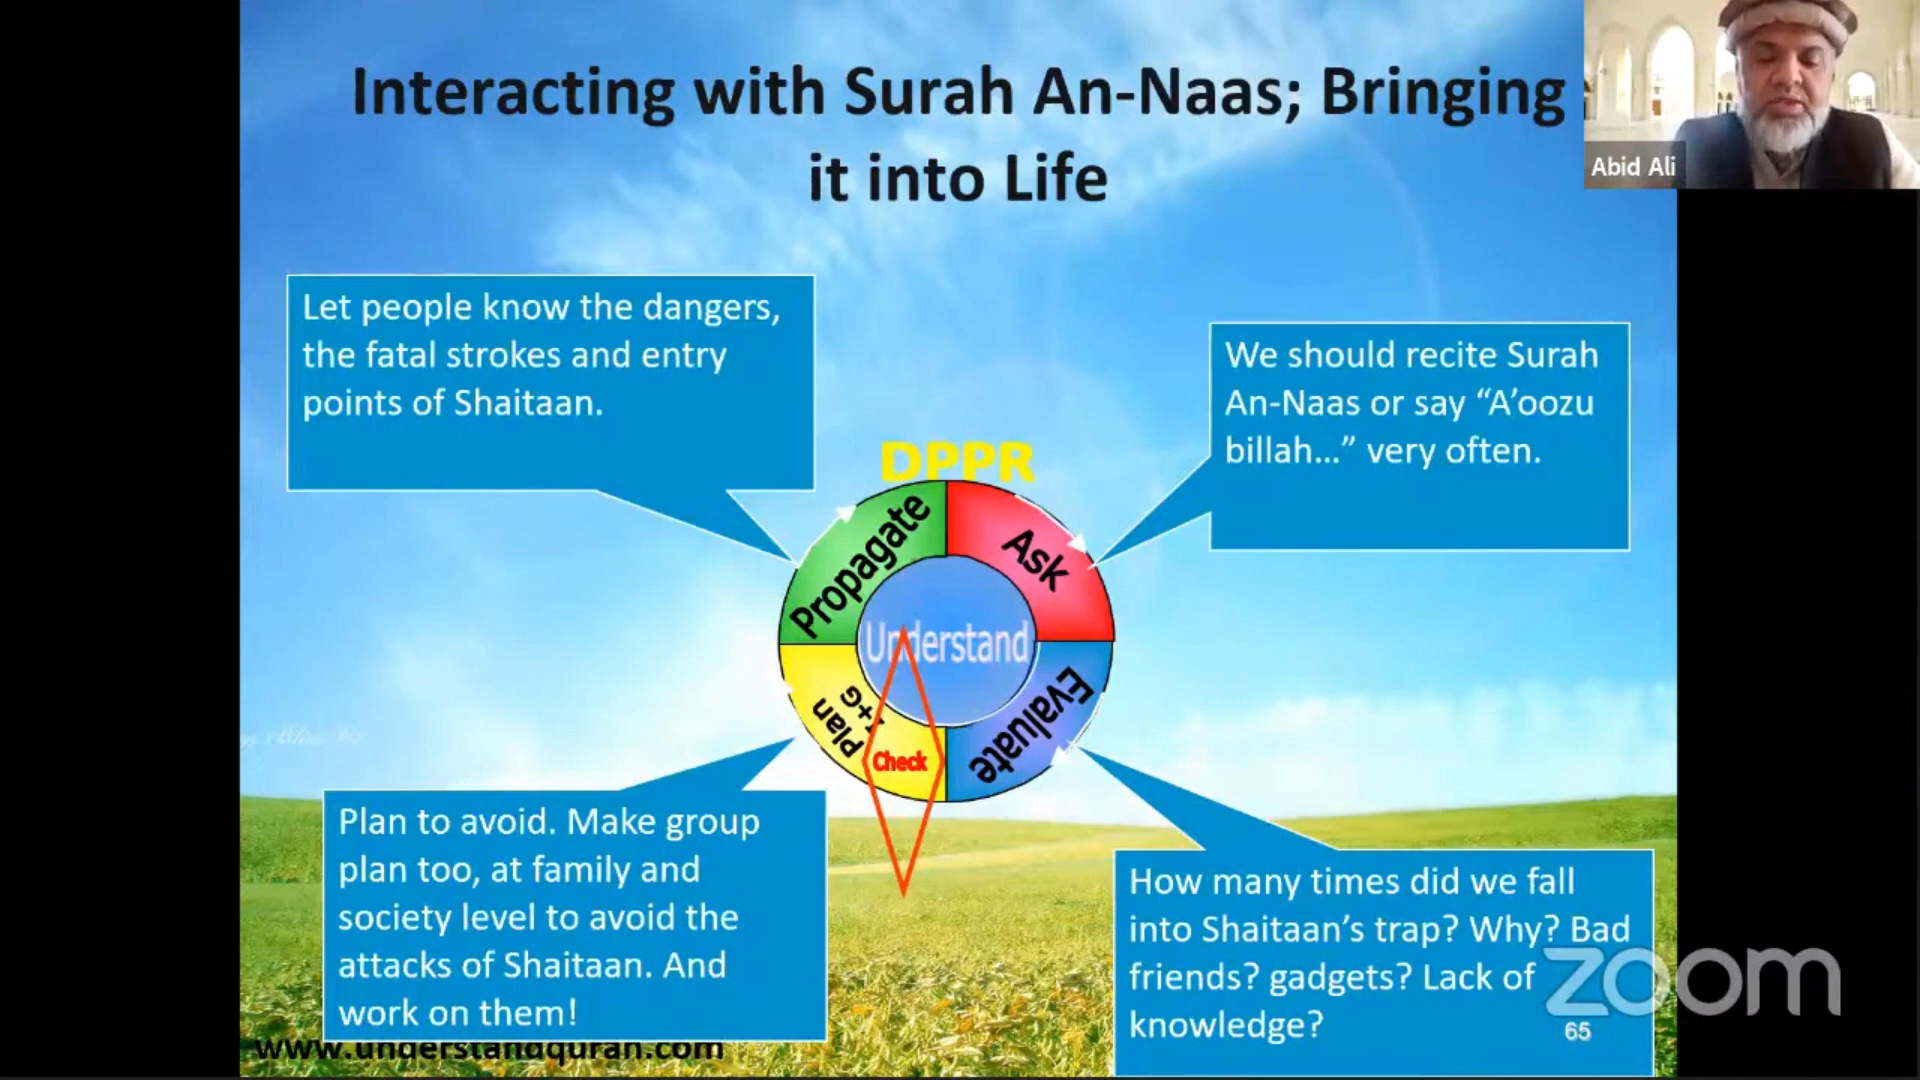 Interacting with Surah An-Naas; Bringing
it into Life
Abid Ali
Let people know the dangers,
the fatal strokes and entry
points of Shaitaan.
We should recite Surah
An-Naas or say “A’oozu
billah...” very often.
DPPR
Propagate
Ask
Understand
Plan
Check
Evaluate
Plan to avoid. Make group
plan too, at family and
society level to avoid the
attacks of Shaitaan. And
work on them!
How many times did we fall
into Shaitaan’s trap? Why? Bad
friends? gadgets? Lack of
knowledge?
zoom
65
www.understandquran.com